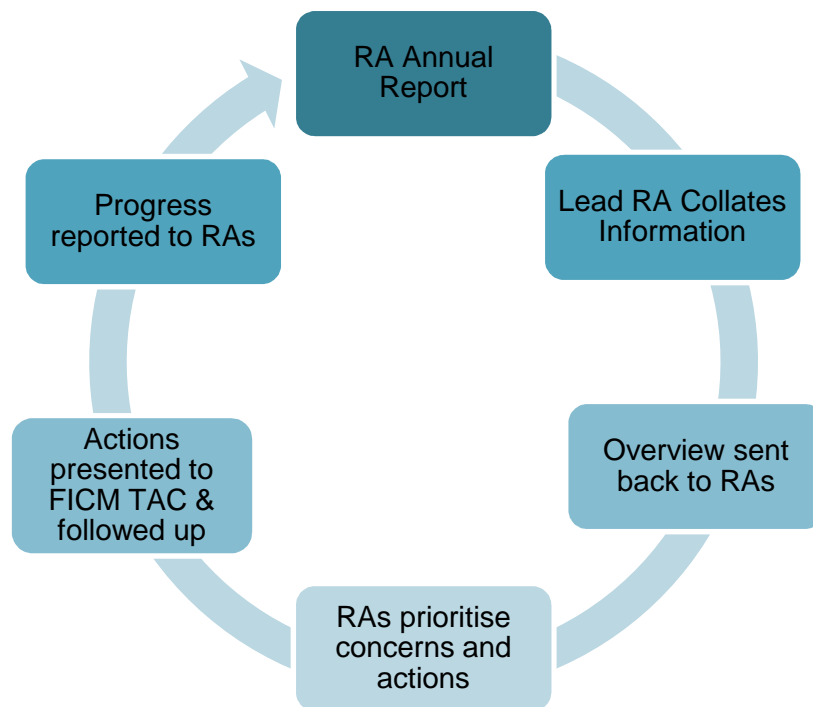 RA Annual
Report
Lead RA Collates
Information
Overview sent
back to RAs
RAs prioritise
concerns and
actions
Actions
presented to
FICM TAC &
followed up
Progress
reported to RAs